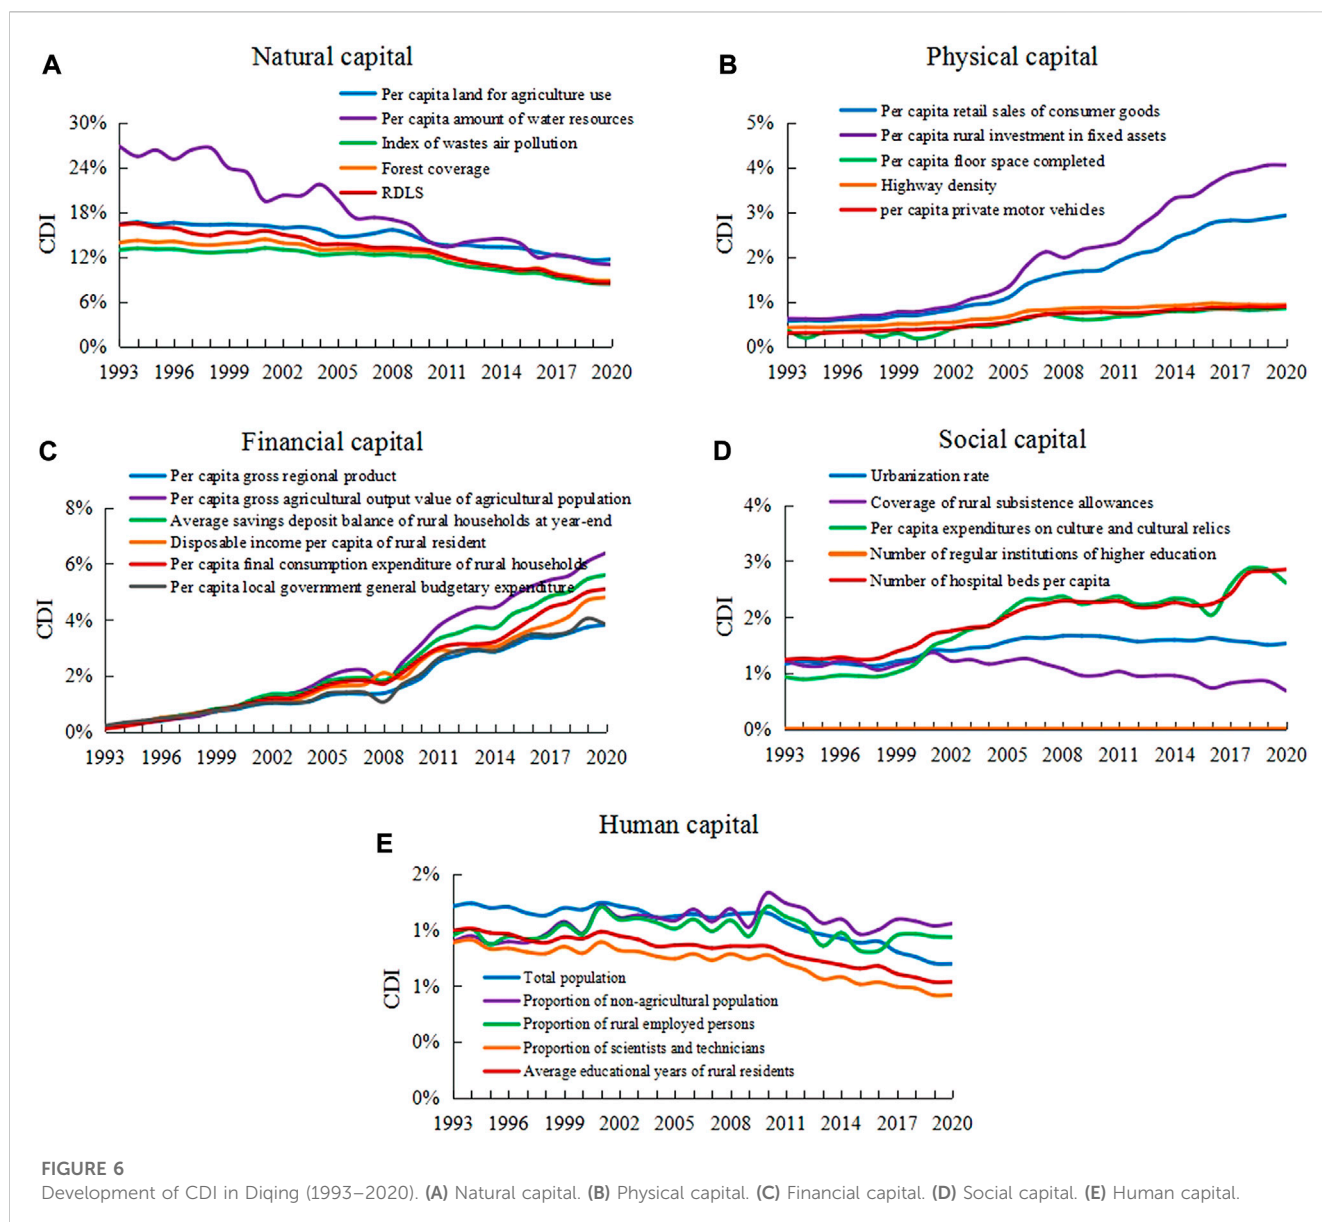 A
Natural capital
Per capita land for agriculture use
Per capita amount of water resources
Index of wastes air pollution
Forest coverage
RDLS
30%
24%
18%
12%
6%
0%
CDI
1993 1996 1999 2002 2005 2008 2011 2014 2017 2020
B
Physical capital
Per capita retail sales of consumer goods
Per capita rural investment in fixed assets
Per capita floor space completed
Highway density
per capita private motor vehicles
5%
4%
3%
2%
1%
0%
CDI
1993 1996 1999 2002 2005 2008 2011 2014 2017 2020
C
Financial capital
Per capita gross regional product
Per capita gross agricultural output value of agricultural population
Average savings deposit balance of rural households at year-end
Disposable income per capita of rural resident
Per capita final consumption expenditure of rural households
Per capita local government general budgetary expenditure
8%
6%
4%
2%
0%
CDI
1993 1996 1999 2002 2005 2008 2011 2014 2017 2020
D
Social capital
Urbanization rate
Coverage of rural subsistence allowances
Per capita expenditures on culture and cultural relics
Number of regular institutions of higher education
Number of hospital beds per capita
4%
3%
2%
1%
0%
CDI
1993 1996 1999 2002 2005 2008 2011 2014 2017 2020
E
Human capital
2%
1%
1%
0%
0%
CDI
Total population
Proportion of non-agricultural population
Proportion of rural employed persons
Proportion of scientists and technicians
Average educational years of rural residents
1993 1996 1999 2002 2005 2008 2011 2014 2017 2020
FIGURE 6
Development of CDI in Diqing (1993–2020). (A) Natural capital. (B) Physical capital. (C) Financial capital. (D) Social capital. (E) Human capital.